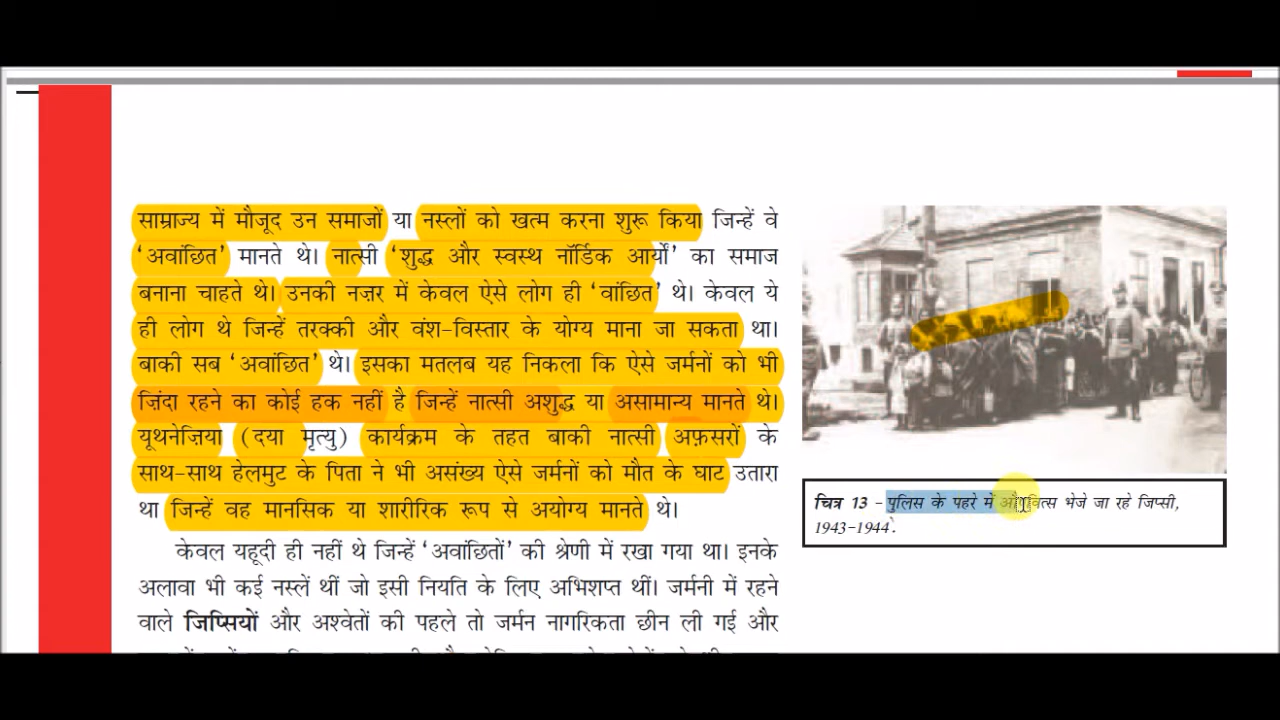 साम्राज्य में मौजूद उन समाजों या नस्लों को खत्म करना शुरू किया जिन्हें वे
'अवांछित' मानते थे। नात्सी 'शुद्ध और स्वस्थ नॉर्डिक आर्यों' का समाज
बनाना चाहते थे। उनकी नज़र में केवल ऐसे लोग ही 'वांछित' थे। केवल ये
ही लोग थे जिन्हें तरक्की और वंश-विस्तार के योग्य माना जा सकता था।
बाकी सब 'अवांछित' थे। इसका मतलब यह निकला कि ऐसे जर्मनों को भी
ज़िंदा रहने का कोई हक नहीं है जिन्हें नात्सी अशुद्ध या असामान्य मानते थे।
यूथनेज़िया (दया मृत्यु) कार्यक्रम के तहत बाकी नात्सी अफ़सरों के
साथ-साथ हेलमुट के पिता ने भी असंख्य ऐसे जर्मनों को मौत के घाट उतारा
था जिन्हें वह मानसिक या शारीरिक रूप से अयोग्य मानते थे।
केवल यहूदी ही नहीं थे जिन्हें 'अवांछितों' की श्रेणी में रखा गया था। इनके
अलावा भी कई नस्लें थीं जो इसी नियति के लिए अभिशप्त थीं। जर्मनी में रहने
वाले जिप्सियों और अश्वेतों की पहले तो जर्मन नागरिकता छीन ली गई और
चित्र 13 - पुलिस के पहरे में भेजे जा रहे जिप्सी,
1943-1944.